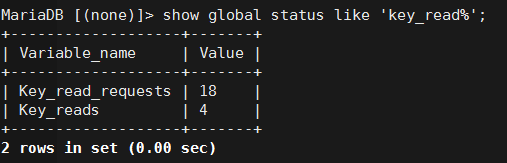 MariaDB [(none)]> show global status like 'key_read%';
+-------------------+-------+
| Variable_name     | Value |
+-------------------+-------+
| Key_read_requests | 18    |
| Key_reads         | 4     |
+-------------------+-------+
2 rows in set (0.00 sec)